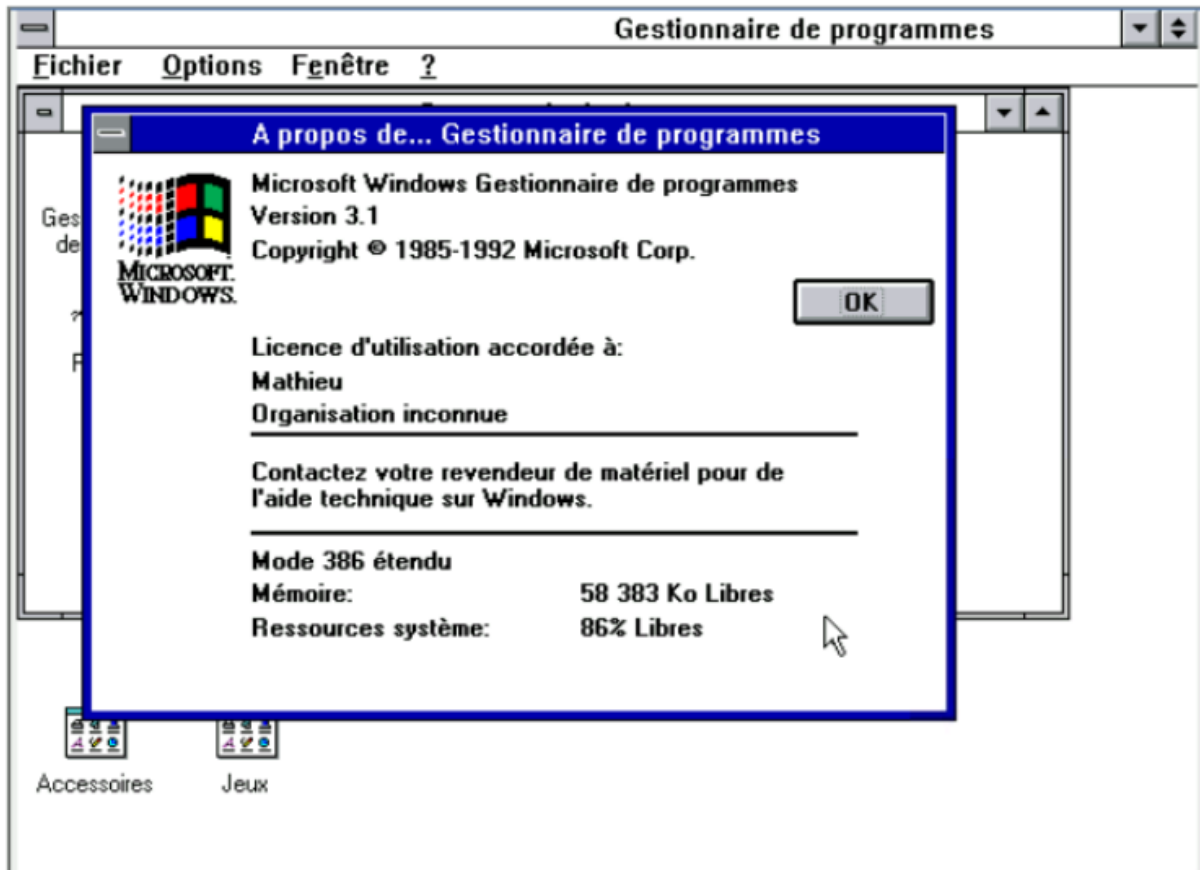 Gestionnaire de programmes
Fichier Options Fenêtre ?
A propos de... Gestionnaire de programmes
Microsoft Windows Gestionnaire de programmes
Version 3.1
Copyright © 1985-1992 Microsoft Corp.
MICROSOFT.
WINDOWS.
OK
Licence d'utilisation accordée à:
Mathieu
Organisation inconnue
Contactez votre revendeur de matériel pour de
l'aide technique sur Windows.
Mode 386 étendu
Mémoire: 58 383 Ko Libres
Ressources système: 86% Libres
Accessoires Jeux